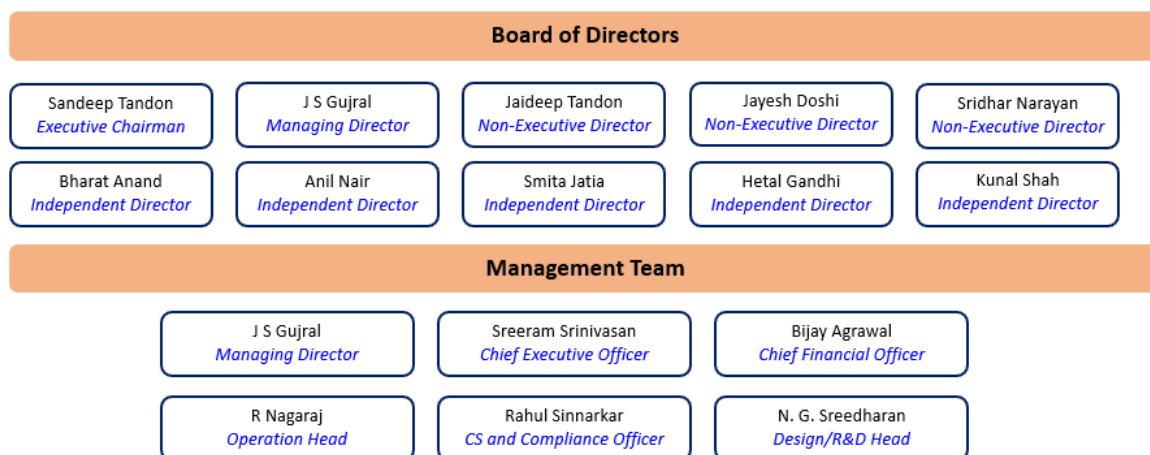 Board of Directors
Sandeep Tandon
Executive Chairman
J S Gujral
Managing Director
Jaideep Tandon
Non-Executive Director
Jayesh Doshi
Non-Executive Director
Sridhar Narayan
Non-Executive Director
Bharat Anand
Independent Director
Anil Nair
Independent Director
Smita Jatia
Independent Director
Hetal Gandhi
Independent Director
Kunal Shah
Independent Director
Management Team
J S Gujral
Managing Director
Sreeram Srinivasan
Chief Executive Officer
Bijay Agrawal
Chief Financial Officer
R Nagaraj
Operation Head
Rahul Sinnarkar
CS and Compliance Officer
N. G. Sreedharan
Design/R&D Head